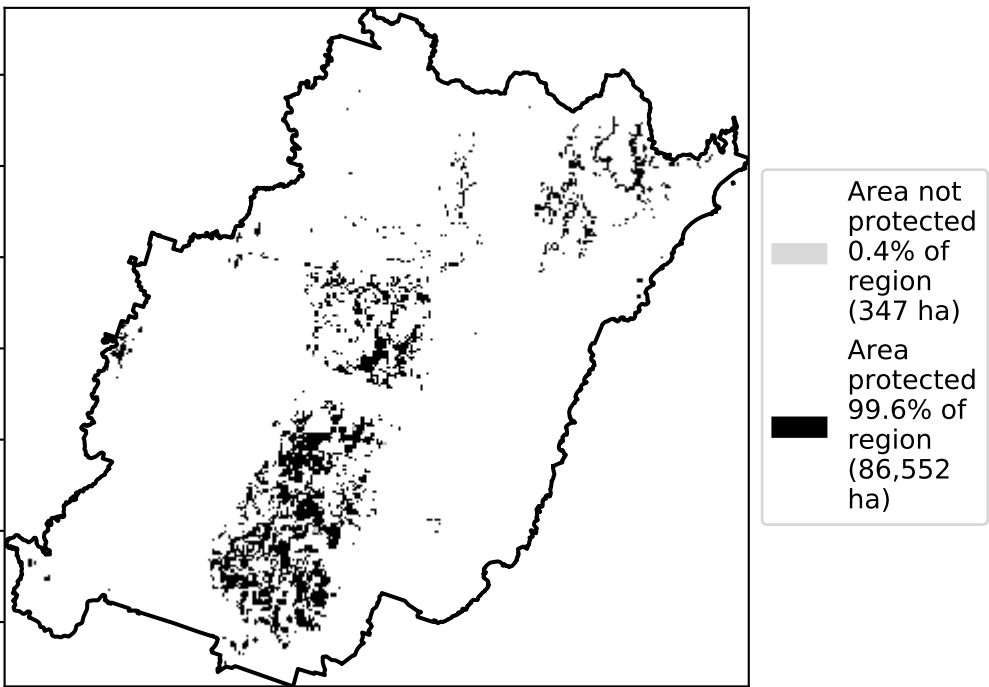 Area not
protected
0.4% of
region
(347 ha)
Area
protected
99.6% of
region
(86,552
ha)